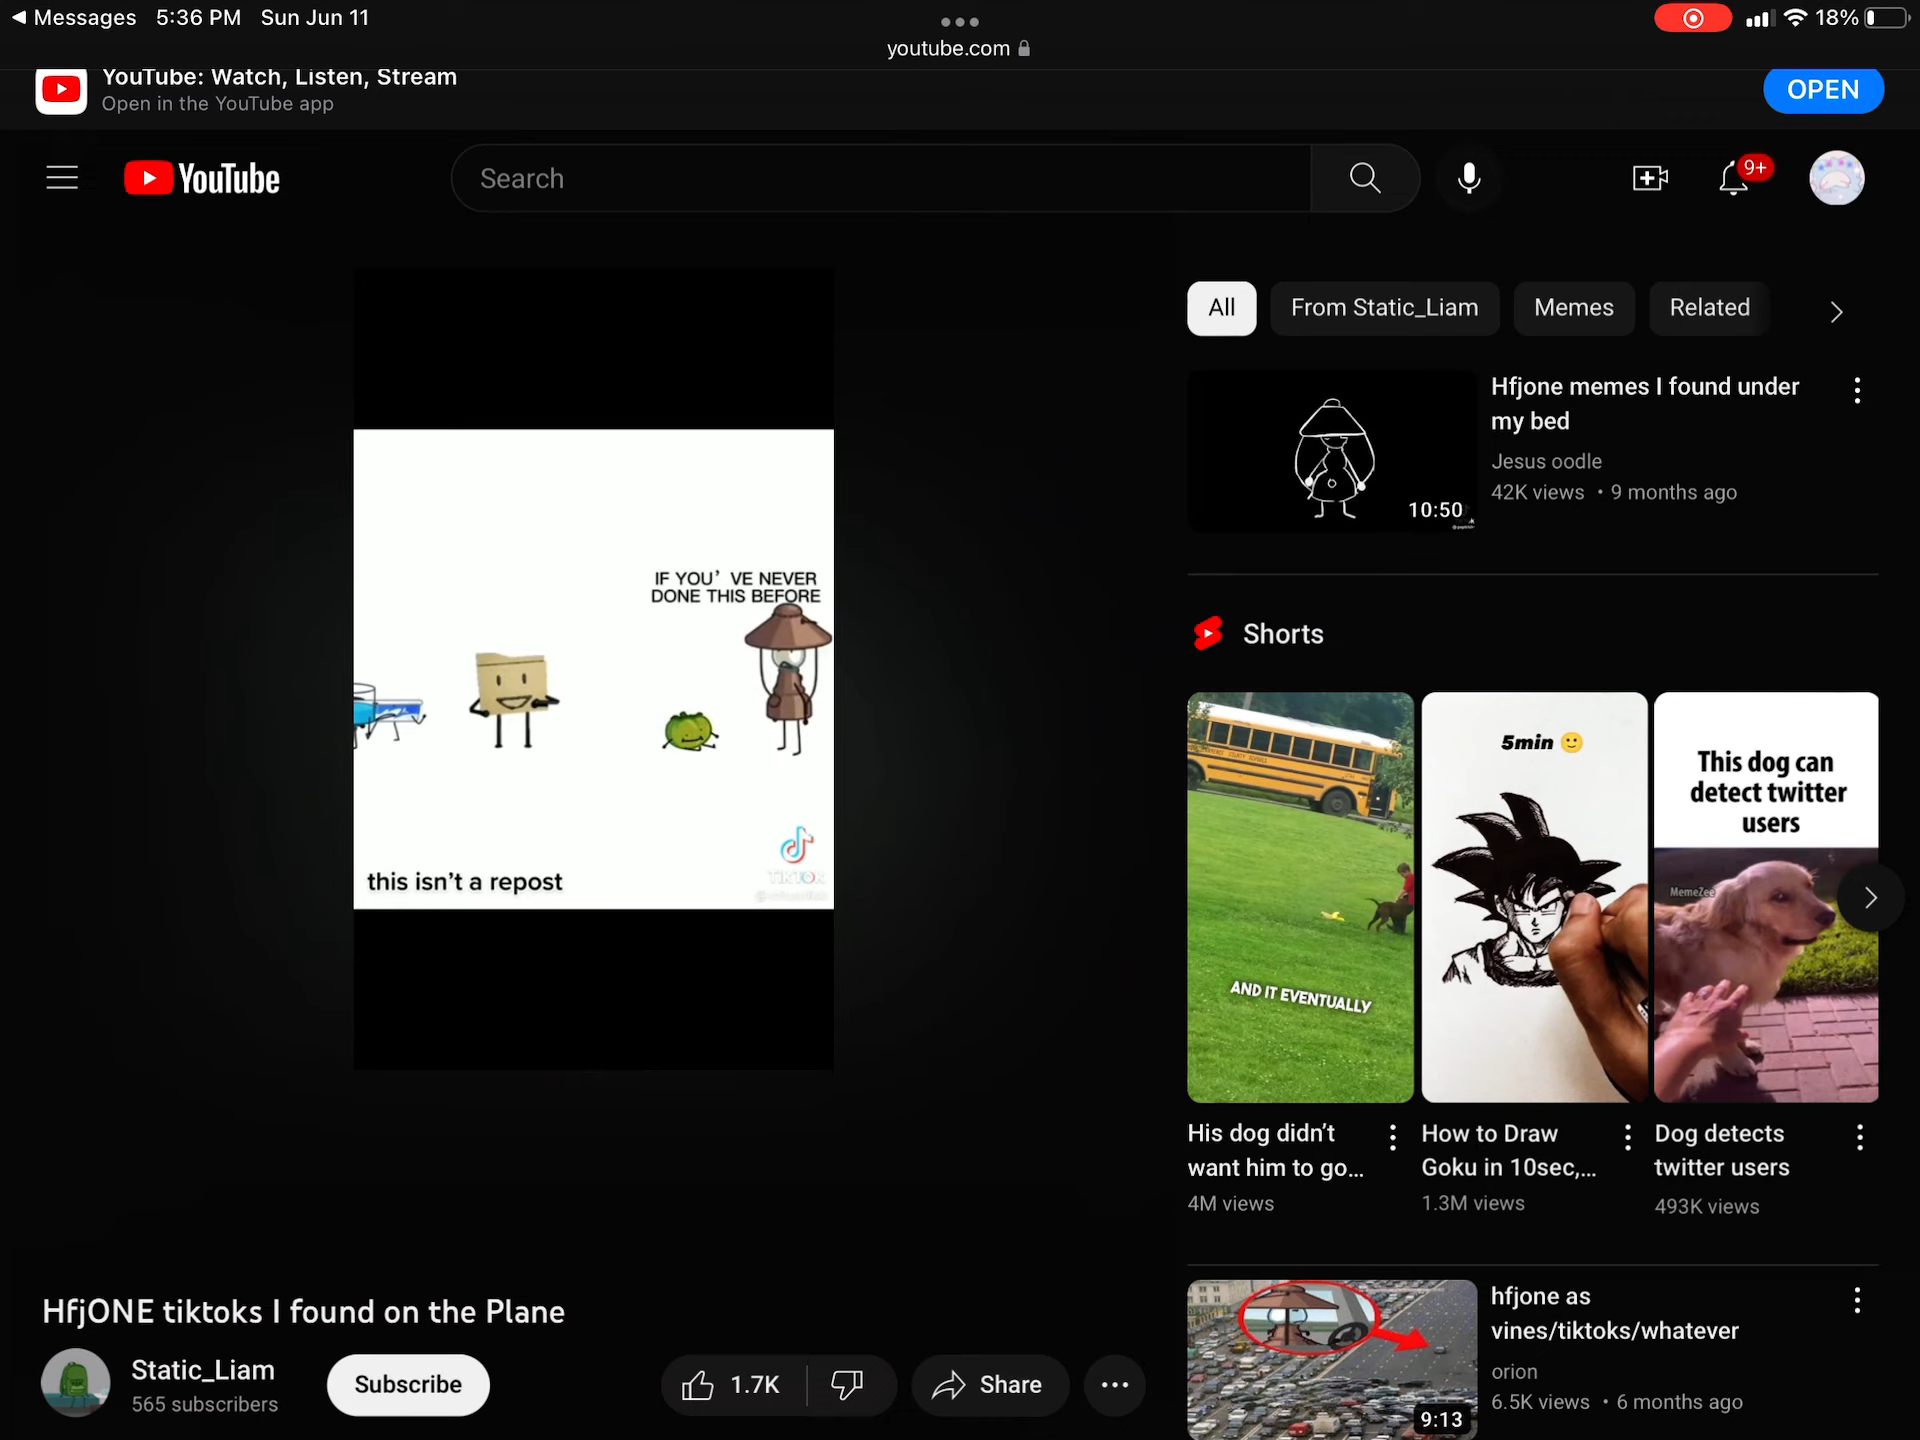 Messages 5:36 PM Sun Jun 11
18%
youtube.com
YouTube: Watch, Listen, Stream
Open in the YouTube app
OPEN
YouTube
Search
9+
IF YOU'VE NEVER
DONE THIS BEFORE
this isn't a repost
TikTok
All
From Static_Liam
Memes
Related
Hfjone memes I found under
my bed
Jesus oodle
42K views • 9 months ago
10:50
Shorts
AND IT EVENTUALLY
5min
This dog can
detect twitter
users
MemeZee
His dog didn't
want him to go...
4M views
How to Draw
Goku in 10sec,...
1.3M views
Dog detects
twitter users
493K views
HfjONE tiktoks I found on the Plane
Static_Liam
565 subscribers
Subscribe
1.7K
Share
hfjone as
vines/tiktoks/whatever
orion
6.5K views • 6 months ago
9:13